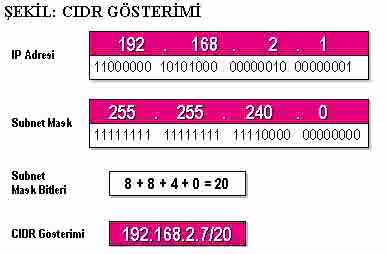 ŞEKİL: CIDR GÖSTERİMİ
IP Adresi
192 . 168 . 2 . 1
11000000 10101000 00000010 00000001
Subnet Mask
255 . 255 . 240 . 0
11111111 11111111 11110000 00000000
Subnet
Mask Bitleri
8 + 8 + 4 + 0 = 20
CIDR Gösterimi
192.168.2.7/20